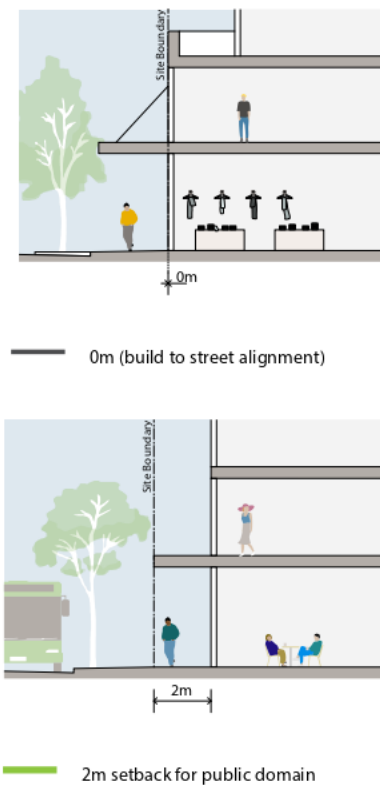 Site Boundary
0m
0m (build to street alignment)
Site Boundary
2m
2m setback for public domain